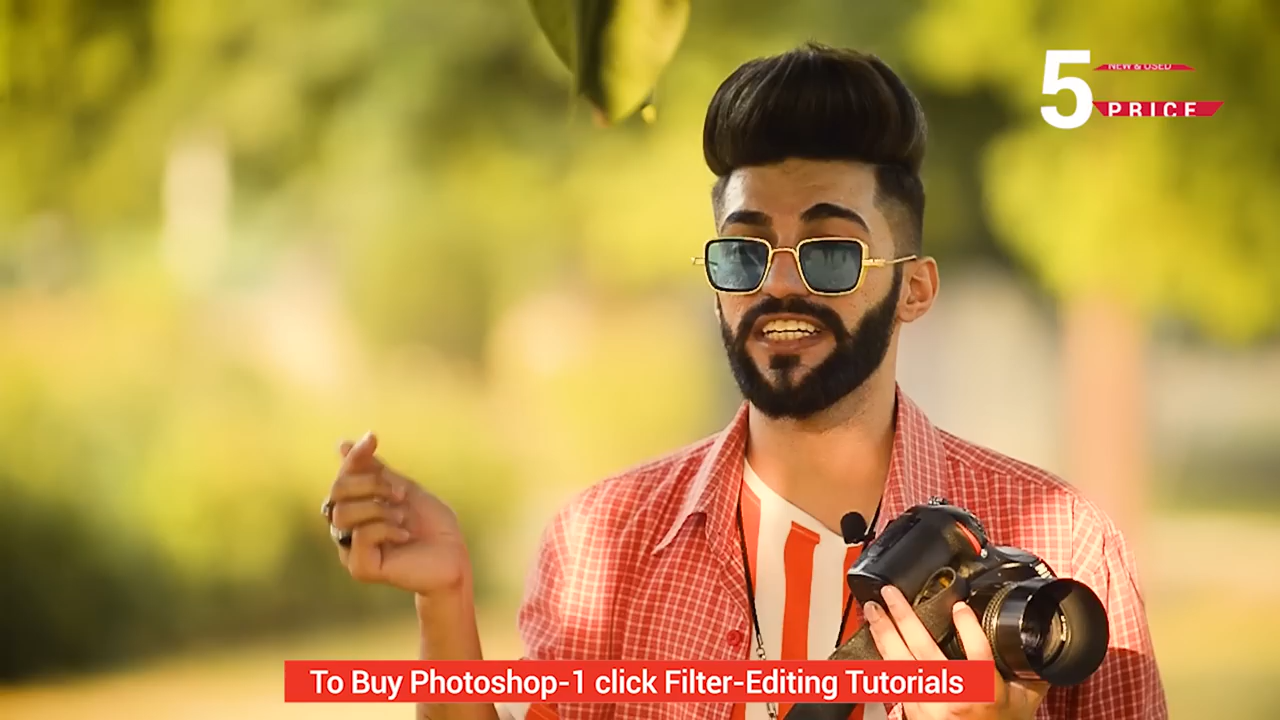 5
NEW & USED
PRICE
To Buy Photoshop-1 click Filter-Editing Tutorials